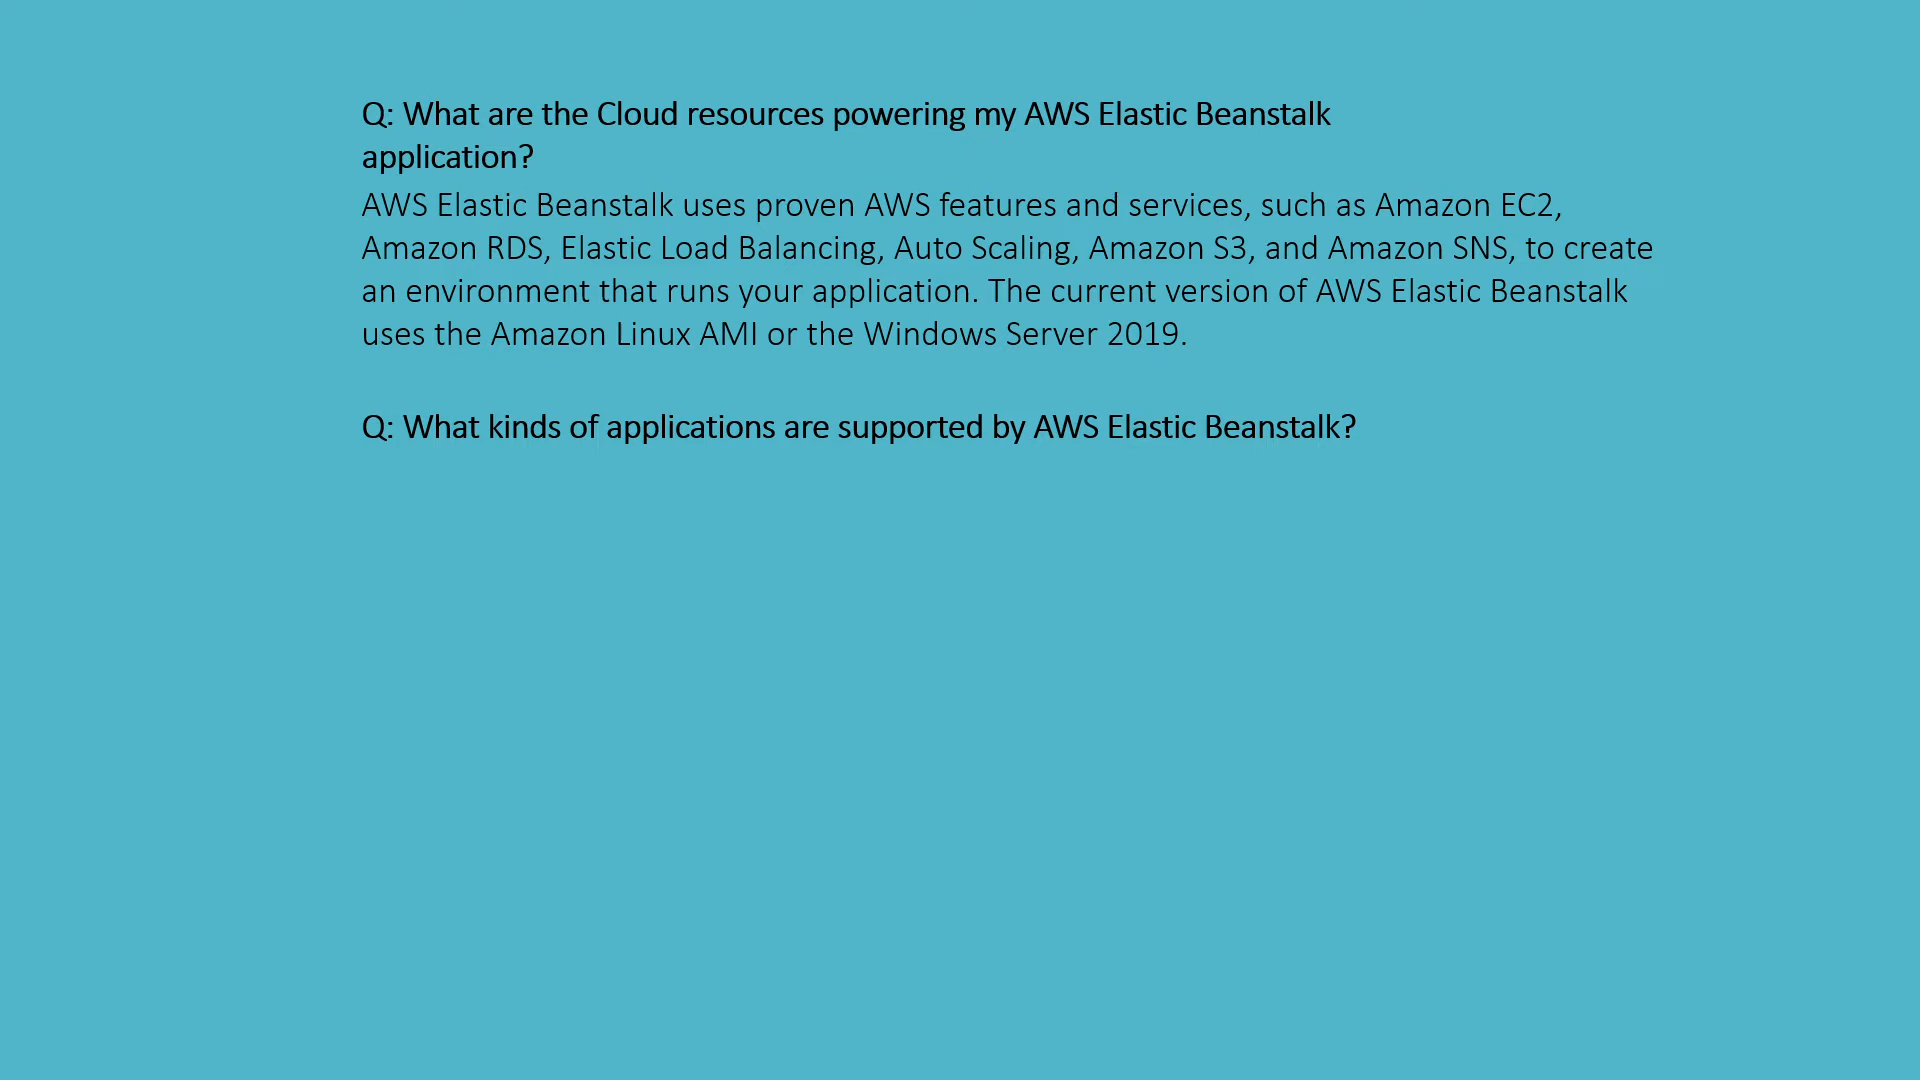 Q: What are the Cloud resources powering my AWS Elastic Beanstalk
application?
AWS Elastic Beanstalk uses proven AWS features and services, such as Amazon EC2,
Amazon RDS, Elastic Load Balancing, Auto Scaling, Amazon S3, and Amazon SNS, to create
an environment that runs your application. The current version of AWS Elastic Beanstalk
uses the Amazon Linux AMI or the Windows Server 2019.
Q: What kinds of applications are supported by AWS Elastic Beanstalk?